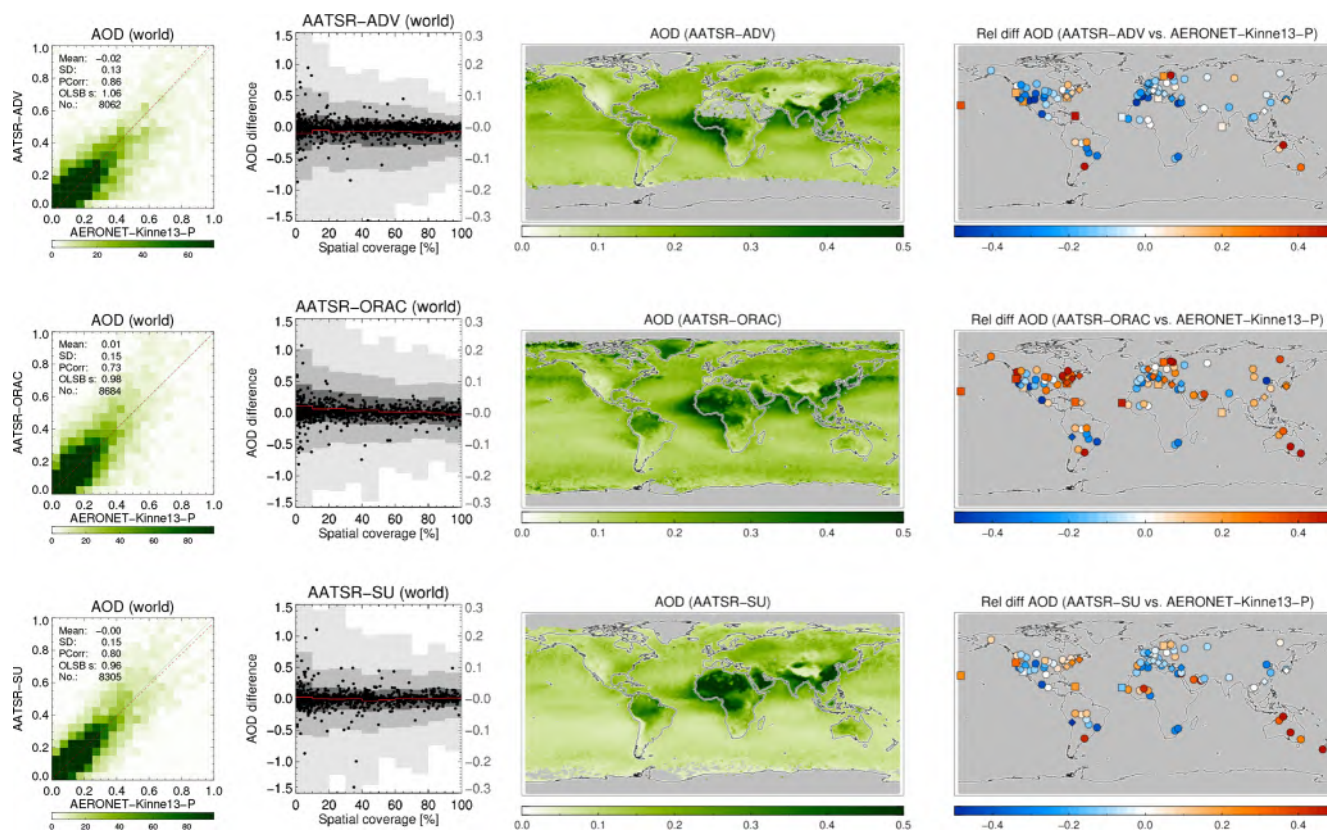 AOD (world)
Mean: −0.02
SD: 0.13
PCorr: 0.86
OLSB s: 1.06
No.: 8062
AATSR−ADV
1.0
0.8
0.6
0.4
0.2
0.0
0.0 0.2 0.4 0.6 0.8 1.0
AERONET−Kinne13−P
0 20 40 60
AATSR−ADV (world)
AOD difference
1.5
1.0
0.5
0.0
−0.5
−1.0
−1.5
0.3
0.2
0.1
−0.0
−0.1
−0.2
−0.3
0 20 40 60 80 100
Spatial coverage [%]
AOD (AATSR−ADV)
0.0 0.1 0.2 0.3 0.4 0.5
Rel diff AOD (AATSR−ADV vs. AERONET−Kinne13−P)
−0.4 −0.2 0.0 0.2 0.4
AOD (world)
Mean: 0.01
SD: 0.15
PCorr: 0.73
OLSB s: 0.98
No.: 8684
AATSR−ORAC
1.0
0.8
0.6
0.4
0.2
0.0
0.0 0.2 0.4 0.6 0.8 1.0
AERONET−Kinne13−P
0 20 40 60 80
AATSR−ORAC (world)
AOD difference
1.5
1.0
0.5
0.0
−0.5
−1.0
−1.5
0.3
0.2
0.1
−0.0
−0.1
−0.2
−0.3
0 20 40 60 80 100
Spatial coverage [%]
AOD (AATSR−ORAC)
0.0 0.1 0.2 0.3 0.4 0.5
Rel diff AOD (AATSR−ORAC vs. AERONET−Kinne13−P)
−0.4 −0.2 0.0 0.2 0.4
AOD (world)
Mean: −0.00
SD: 0.15
PCorr: 0.80
OLSB s: 0.96
No.: 8305
AATSR−SU
1.0
0.8
0.6
0.4
0.2
0.0
0.0 0.2 0.4 0.6 0.8 1.0
AERONET−Kinne13−P
0 20 40 60 80
AATSR−SU (world)
AOD difference
1.5
1.0
0.5
0.0
−0.5
−1.0
−1.5
0.3
0.2
0.1
−0.0
−0.1
−0.2
−0.3
0 20 40 60 80 100
Spatial coverage [%]
AOD (AATSR−SU)
0.0 0.1 0.2 0.3 0.4 0.5
Rel diff AOD (AATSR−SU vs. AERONET−Kinne13−P)
−0.4 −0.2 0.0 0.2 0.4